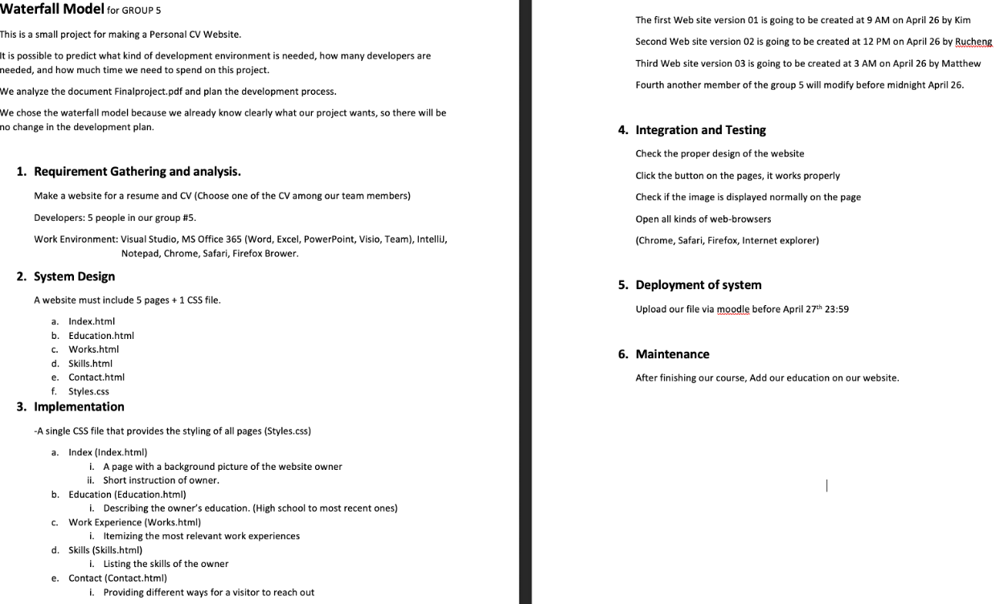 Waterfall Model for GROUP 5
This is a small project for making a Personal CV Website.
It is possible to predict what kind of development environment is needed, how many developers are
needed, and how much time we need to spend on this project.
We analyze the document Finalproject.pdf and plan the development process.
We chose the waterfall model because we already know clearly what our project wants, so there will be
no change in the development plan.
1. Requirement Gathering and analysis.
Make a website for a resume and CV (Choose one of the CV among our team members)
Developers: 5 people in our group #5.
Work Environment: Visual Studio, MS Office 365 (Word, Excel, PowerPoint, Visio, Team), IntelliJ,
Notepad, Chrome, Safari, Firefox Brower.
2. System Design
A website must include 5 pages + 1 CSS file.
a. Index.html
b. Education.html
c. Works.html
d. Skills.html
e. Contact.html
f. Styles.css
3. Implementation
-A single CSS file that provides the styling of all pages (Styles.css)
a. Index (Index.html)
i. A page with a background picture of the website owner
ii. Short instruction of owner.
b. Education (Education.html)
i. Describing the owner's education. (High school to most recent ones)
c. Work Experience (Works.html)
i. Itemizing the most relevant work experiences
d. Skills (Skills.html)
i. Listing the skills of the owner
e. Contact (Contact.html)
i. Providing different ways for a visitor to reach out
The first Web site version 01 is going to be created at 9 AM on April 26 by Kim
Second Web site version 02 is going to be created at 12 PM on April 26 by Rucheng
Third Web site version 03 is going to be created at 3 AM on April 26 by Matthew
Fourth another member of the group 5 will modify before midnight April 26.
4. Integration and Testing
Check the proper design of the website
Click the button on the pages, it works properly
Check if the image is displayed normally on the page
Open all kinds of web-browsers
(Chrome, Safari, Firefox, Internet explorer)
5. Deployment of system
Upload our file via moodle before April 27th 23:59
6. Maintenance
After finishing our course, Add our education on our website.